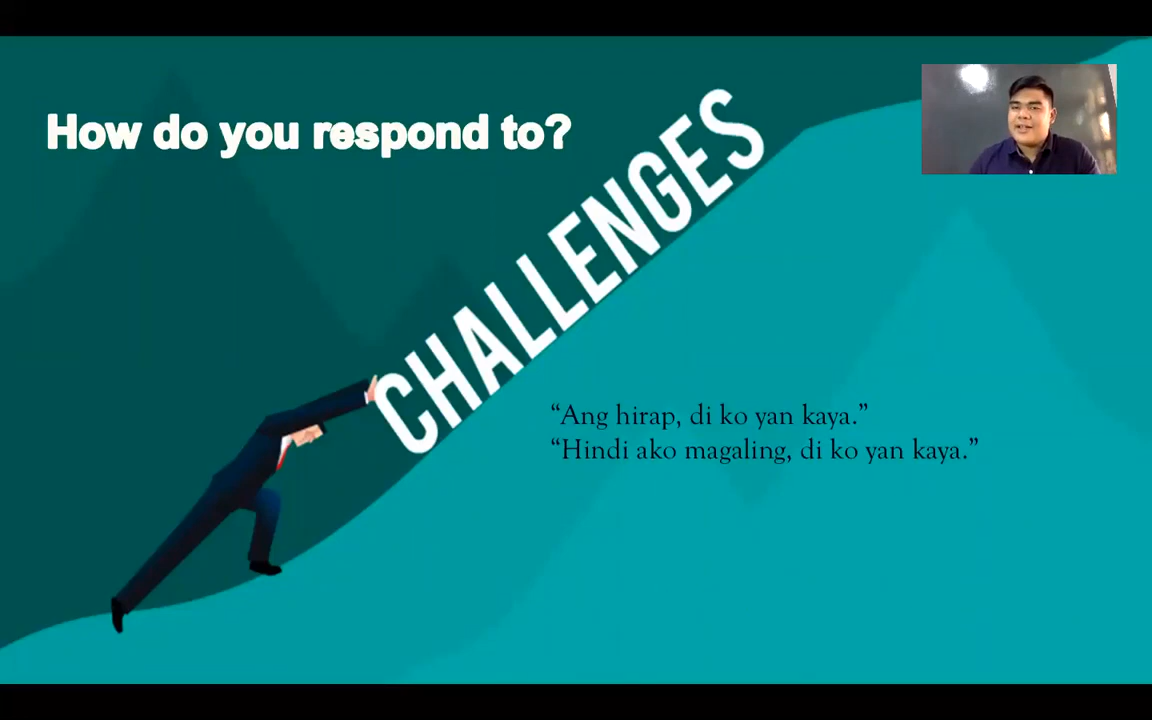 How do you respond to?
CHALLENGES
“Ang hirap, di ko yan kaya.”
“Hindi ako magaling, di ko yan kaya.”